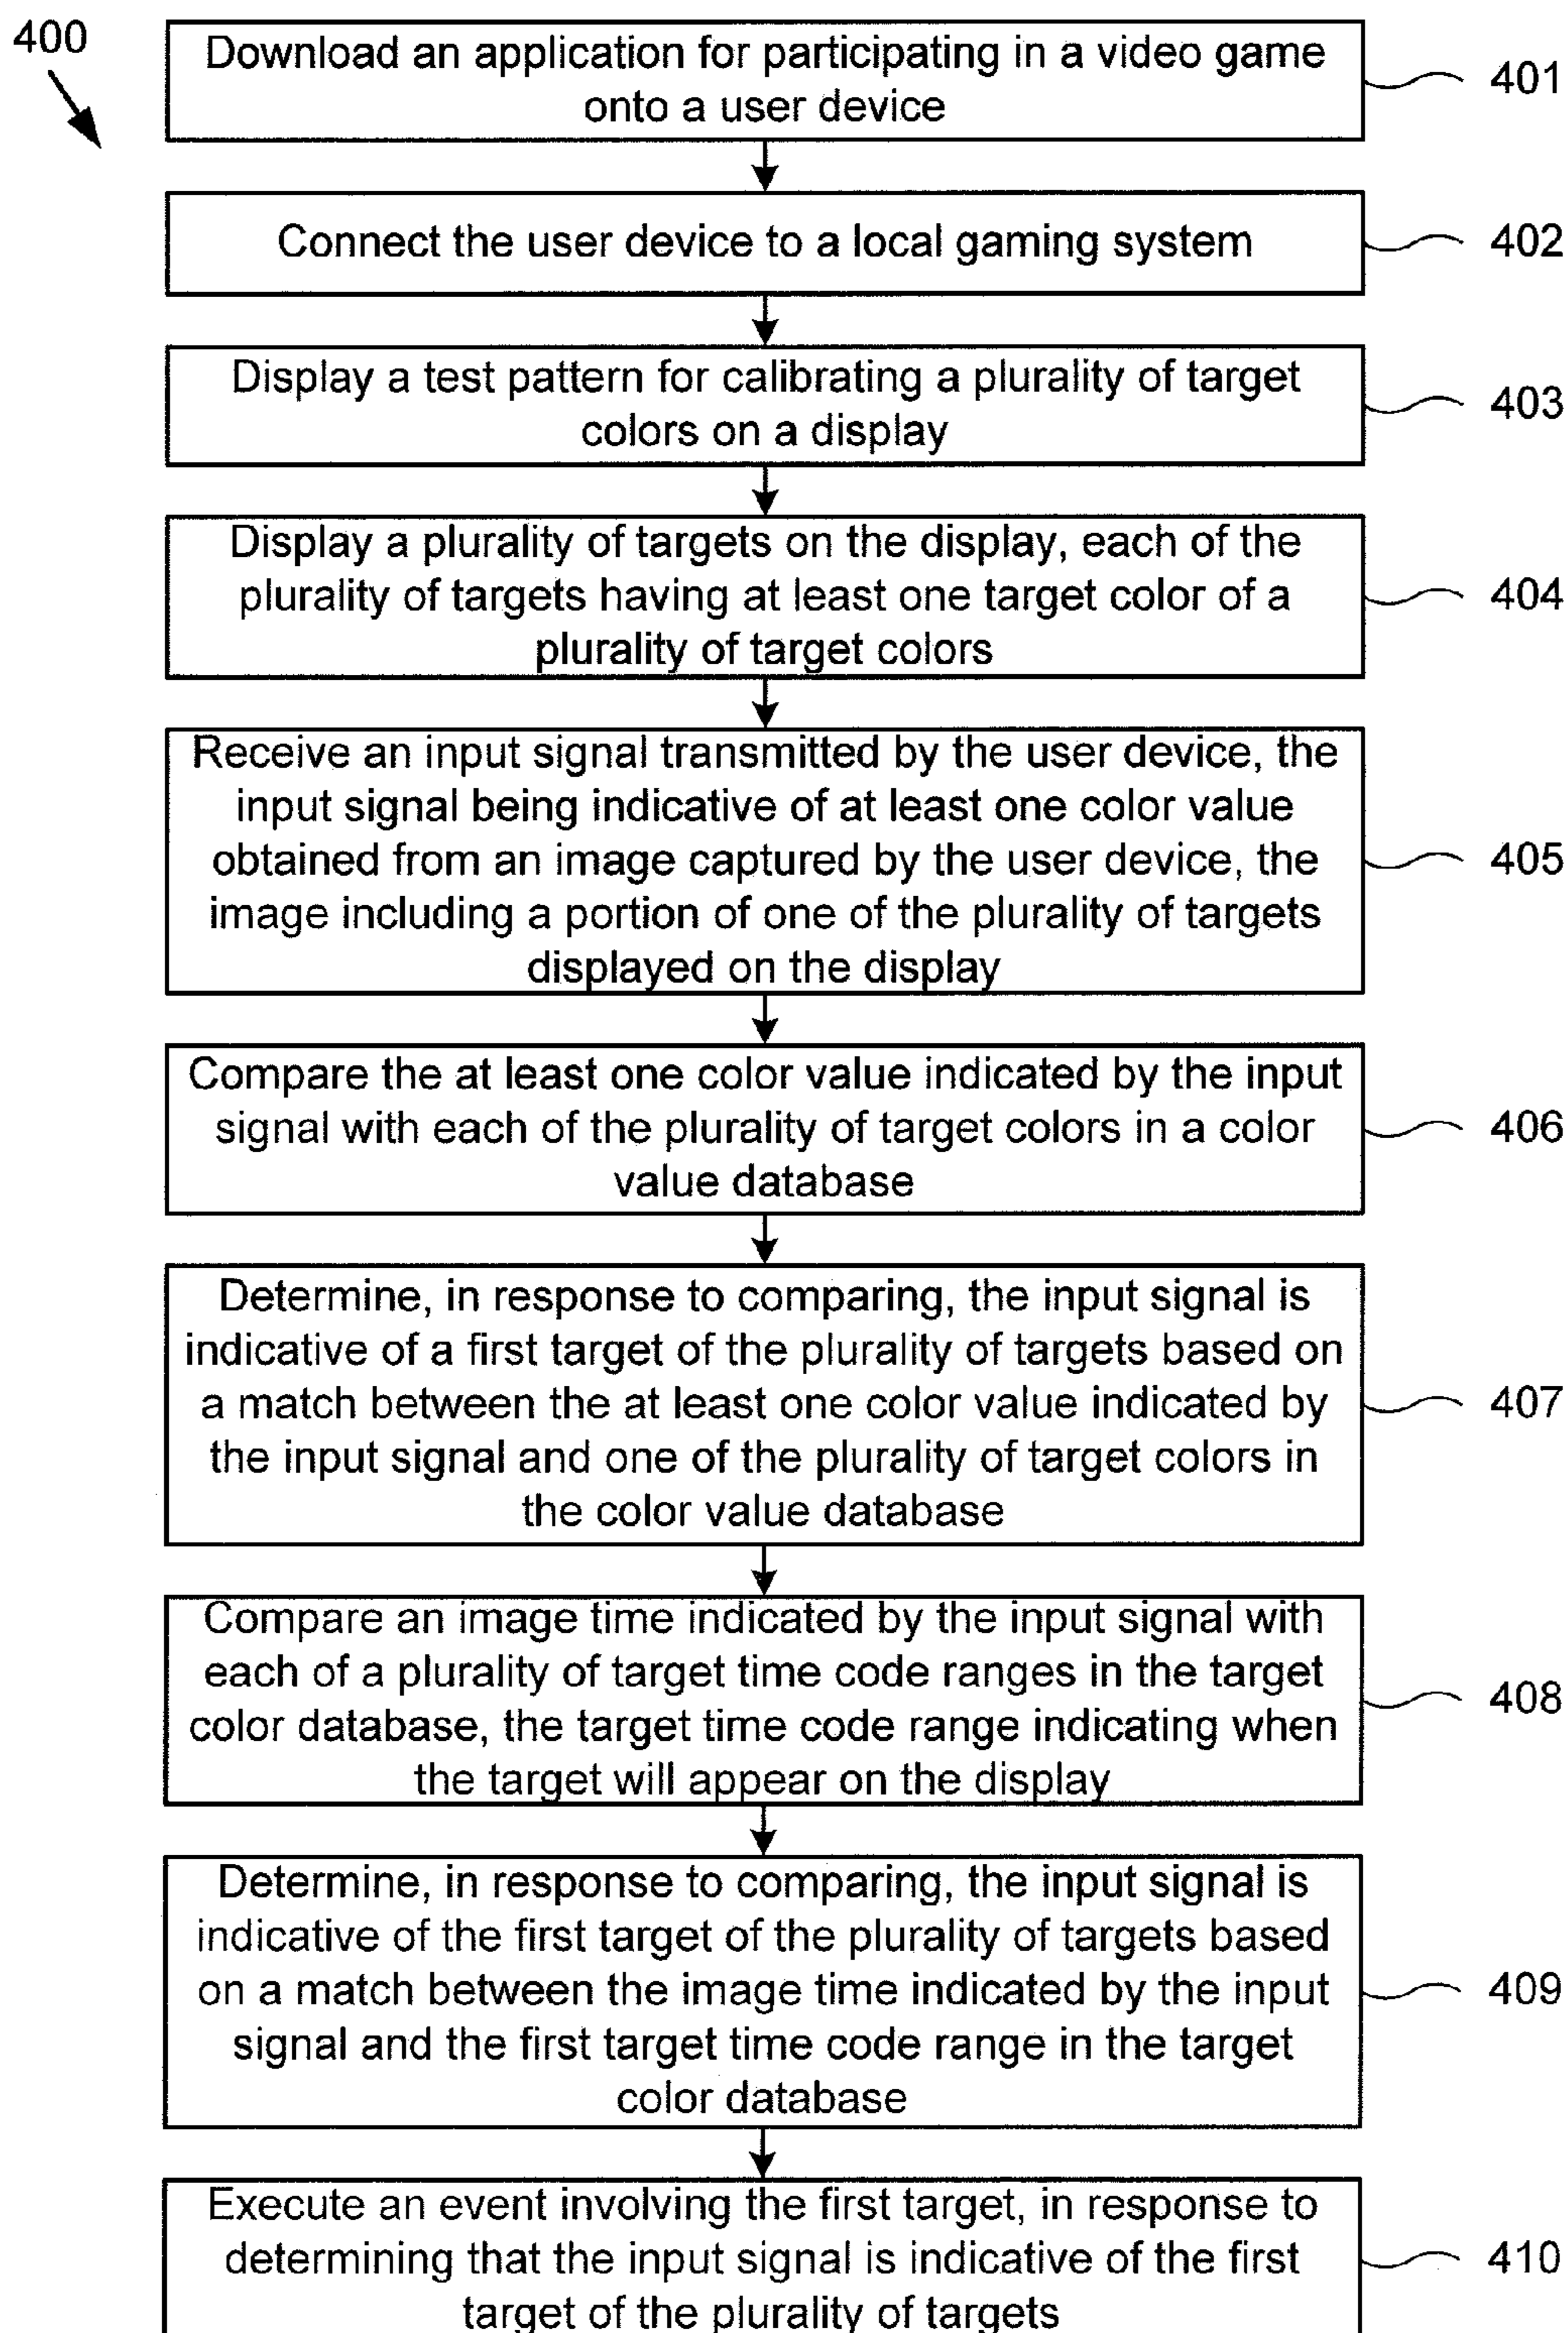 400
Download an application for participating in a video game
onto a user device
401
Connect the user device to a local gaming system
402
Display a test pattern for calibrating a plurality of target
colors on a display
403
Display a plurality of targets on the display, each of the
plurality of targets having at least one target color of a
plurality of target colors
404
Receive an input signal transmitted by the user device, the
input signal being indicative of at least one color value
obtained from an image captured by the user device, the
image including a portion of one of the plurality of targets
displayed on the display
405
Compare the at least one color value indicated by the input
signal with each of the plurality of target colors in a color
value database
406
Determine, in response to comparing, the input signal is
indicative of a first target of the plurality of targets based on
a match between the at least one color value indicated by
the input signal and one of the plurality of target colors in
the color value database
407
Compare an image time indicated by the input signal with
each of a plurality of target time code ranges in the target
color database, the target time code range indicating when
the target will appear on the display
408
Determine, in response to comparing, the input signal is
indicative of the first target of the plurality of targets based
on a match between the image time indicated by the input
signal and the first target time code range in the target
color database
409
Execute an event involving the first target, in response to
determining that the input signal is indicative of the first
target of the plurality of targets
410